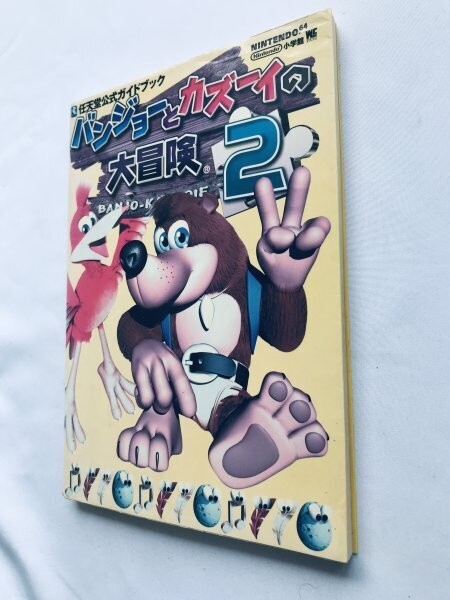 NINTENDO64
任天堂公式ガイドブック
Nintendo 小学館
バンジョーとカズーイの
大冒険® 2